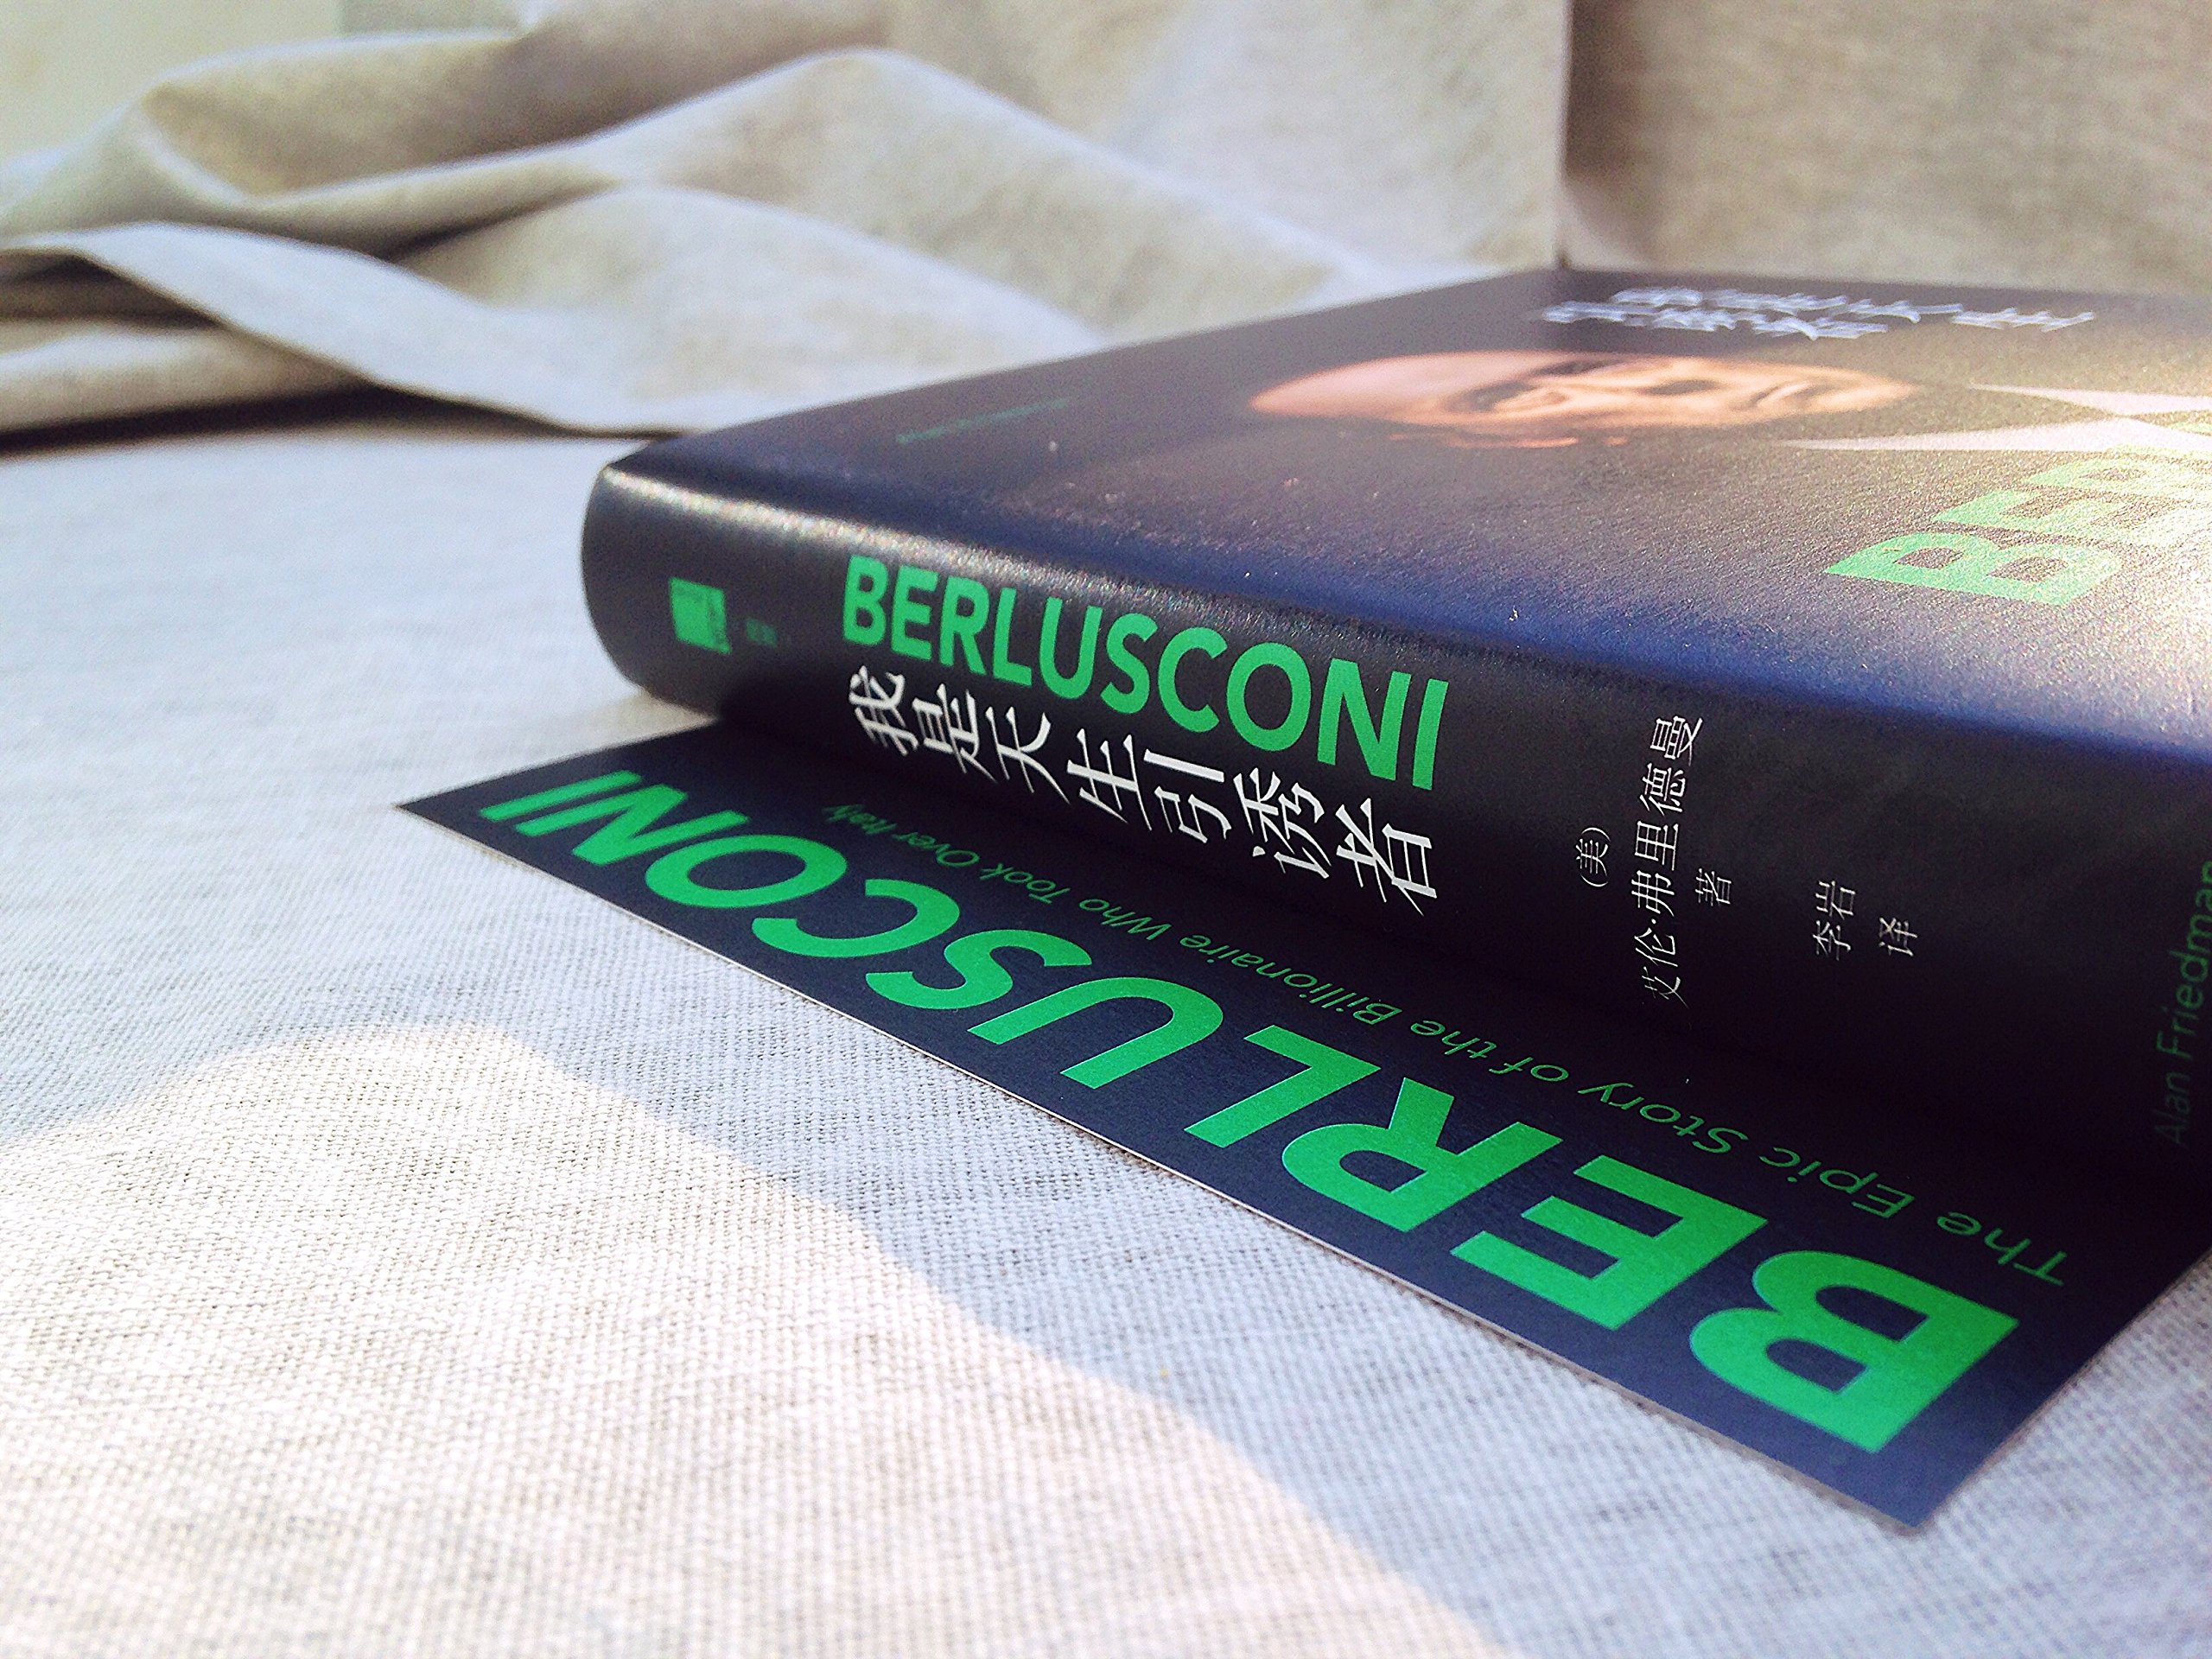 BERLUSCONI
我是天生引诱者
(美)
艾伦·弗里德曼
著
李岩
译
Alan Friedman
BERLUSCONI
The Epic Story of the Billionaire Who Took Over Italy